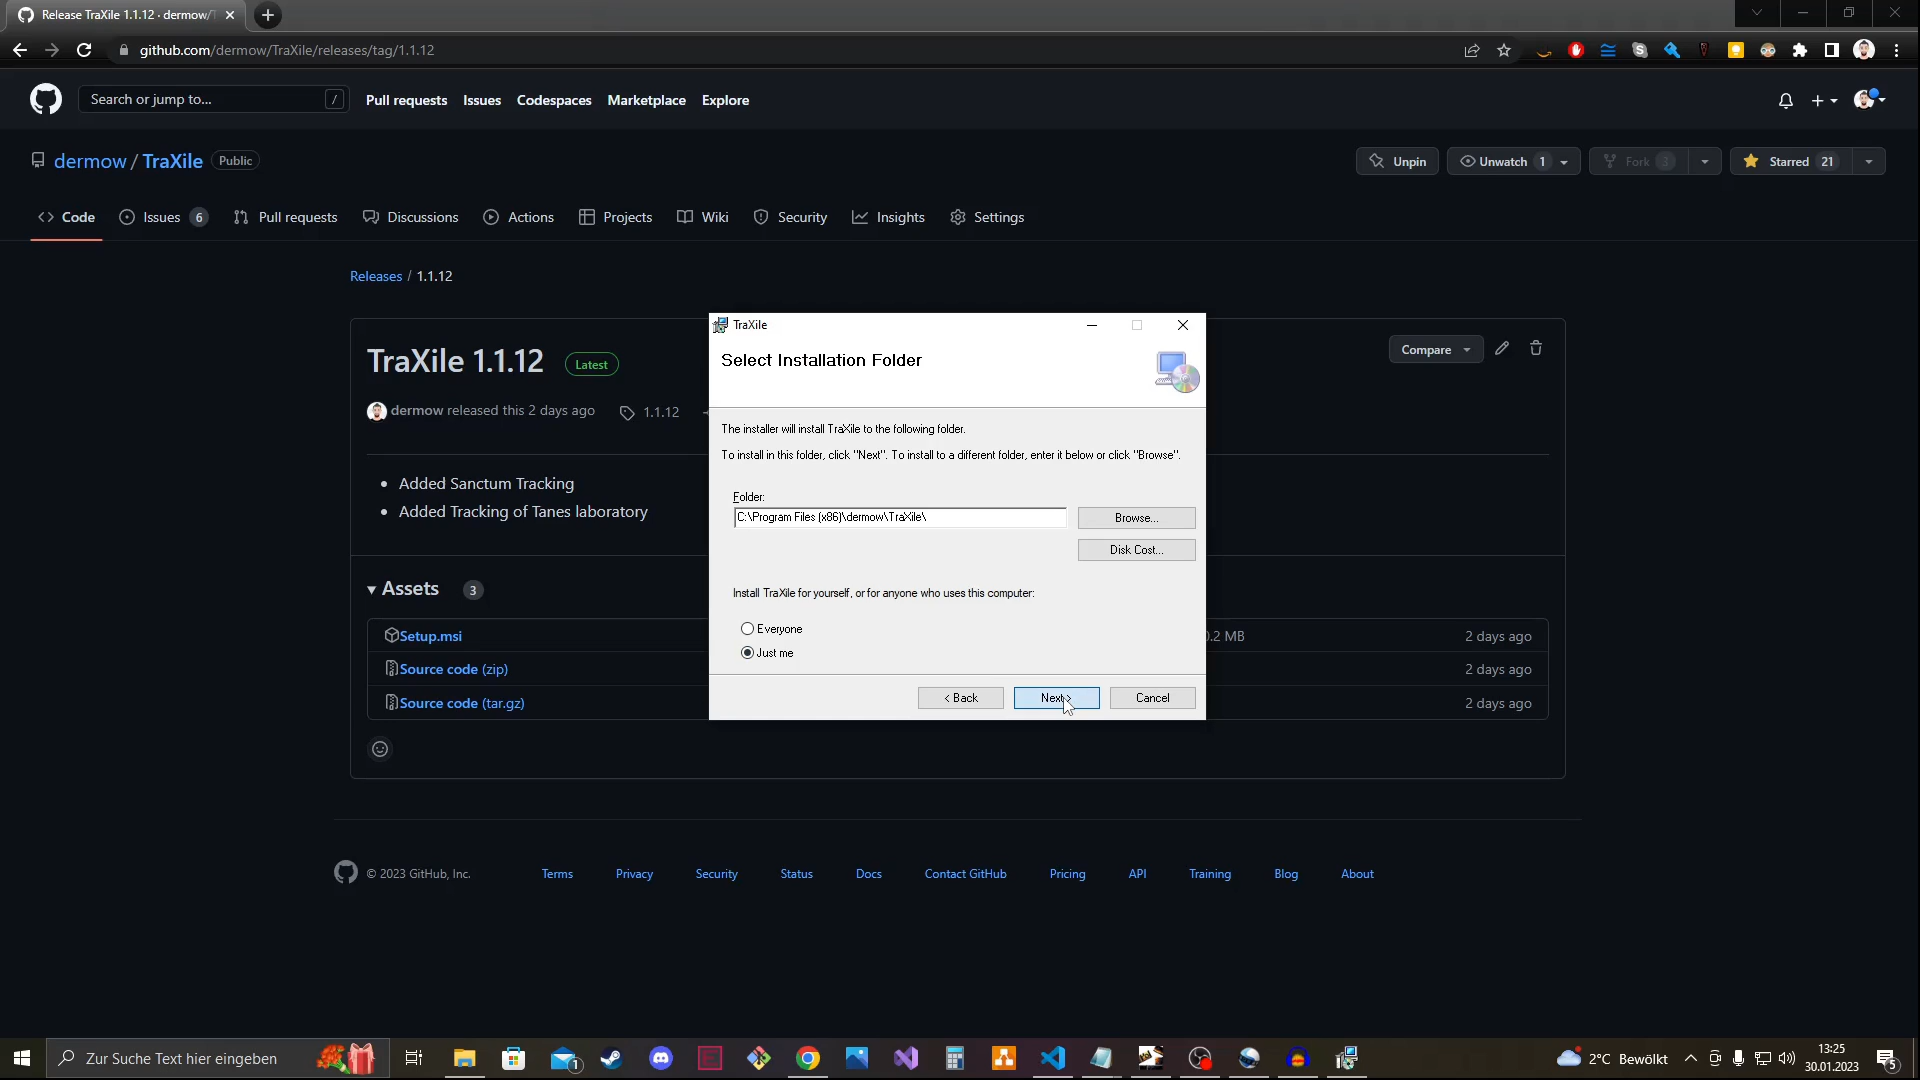 Release TraXile 1.1.12 · dermow/T
github.com/dermow/TraXile/releases/tag/1.1.12
Search or jump to... /
Pull requests Issues Codespaces Marketplace Explore
dermow / TraXile Public
Unpin Unwatch 1 Fork 3 Starred 21
Code Issues 6 Pull requests Discussions Actions Projects Wiki Security Insights Settings
Releases / 1.1.12
TraXile 1.1.12 Latest
Compare
dermow released this 2 days ago 1.1.12
Added Sanctum Tracking
Added Tracking of Tanes laboratory
Assets 3
Setup.msi 0.2 MB 2 days ago
Source code (zip) 2 days ago
Source code (tar.gz) 2 days ago
TraXile
Select Installation Folder
The installer will install TraXile to the following folder.
To install in this folder, click "Next". To install to a different folder, enter it below or click "Browse".
Folder:
C:\Program Files (x86)\dermow\TraXile\
Browse...
Disk Cost...
Install TraXile for yourself, or for anyone who uses this computer:
Everyone
Just me
< Back Next > Cancel
© 2023 GitHub, Inc. Terms Privacy Security Status Docs Contact GitHub Pricing API Training Blog About
Zur Suche Text hier eingeben
1
2°C Bewölkt
13:25
30.01.2023
5